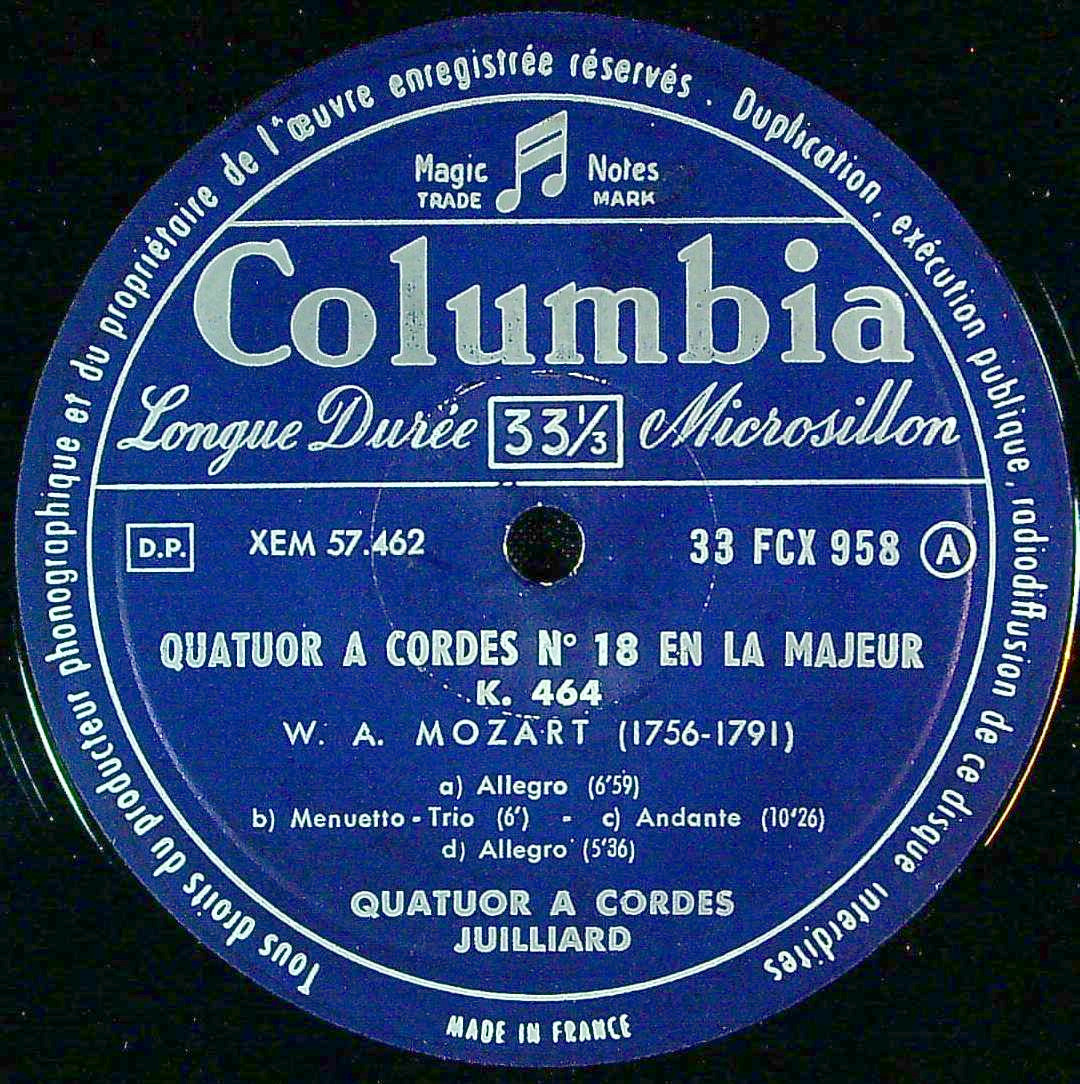 Tous droits du producteur phonographique et du propriétaire de l'œuvre enregistrée réservés. Duplication, exécution publique, radiodiffusion de ce disque interdites
Magic Notes
TRADE MARK
Columbia
Longue Durée 33⅓ Microsillon
D.P. XEM 57.462 33 FCX 958 A
QUATUOR A CORDES N° 18 EN LA MAJEUR
K. 464
W. A. MOZART (1756-1791)
a) Allegro (6'59)
b) Menuetto - Trio (6') - c) Andante (10'26)
d) Allegro (5'36)
QUATUOR A CORDES
JUILLIARD
MADE IN FRANCE